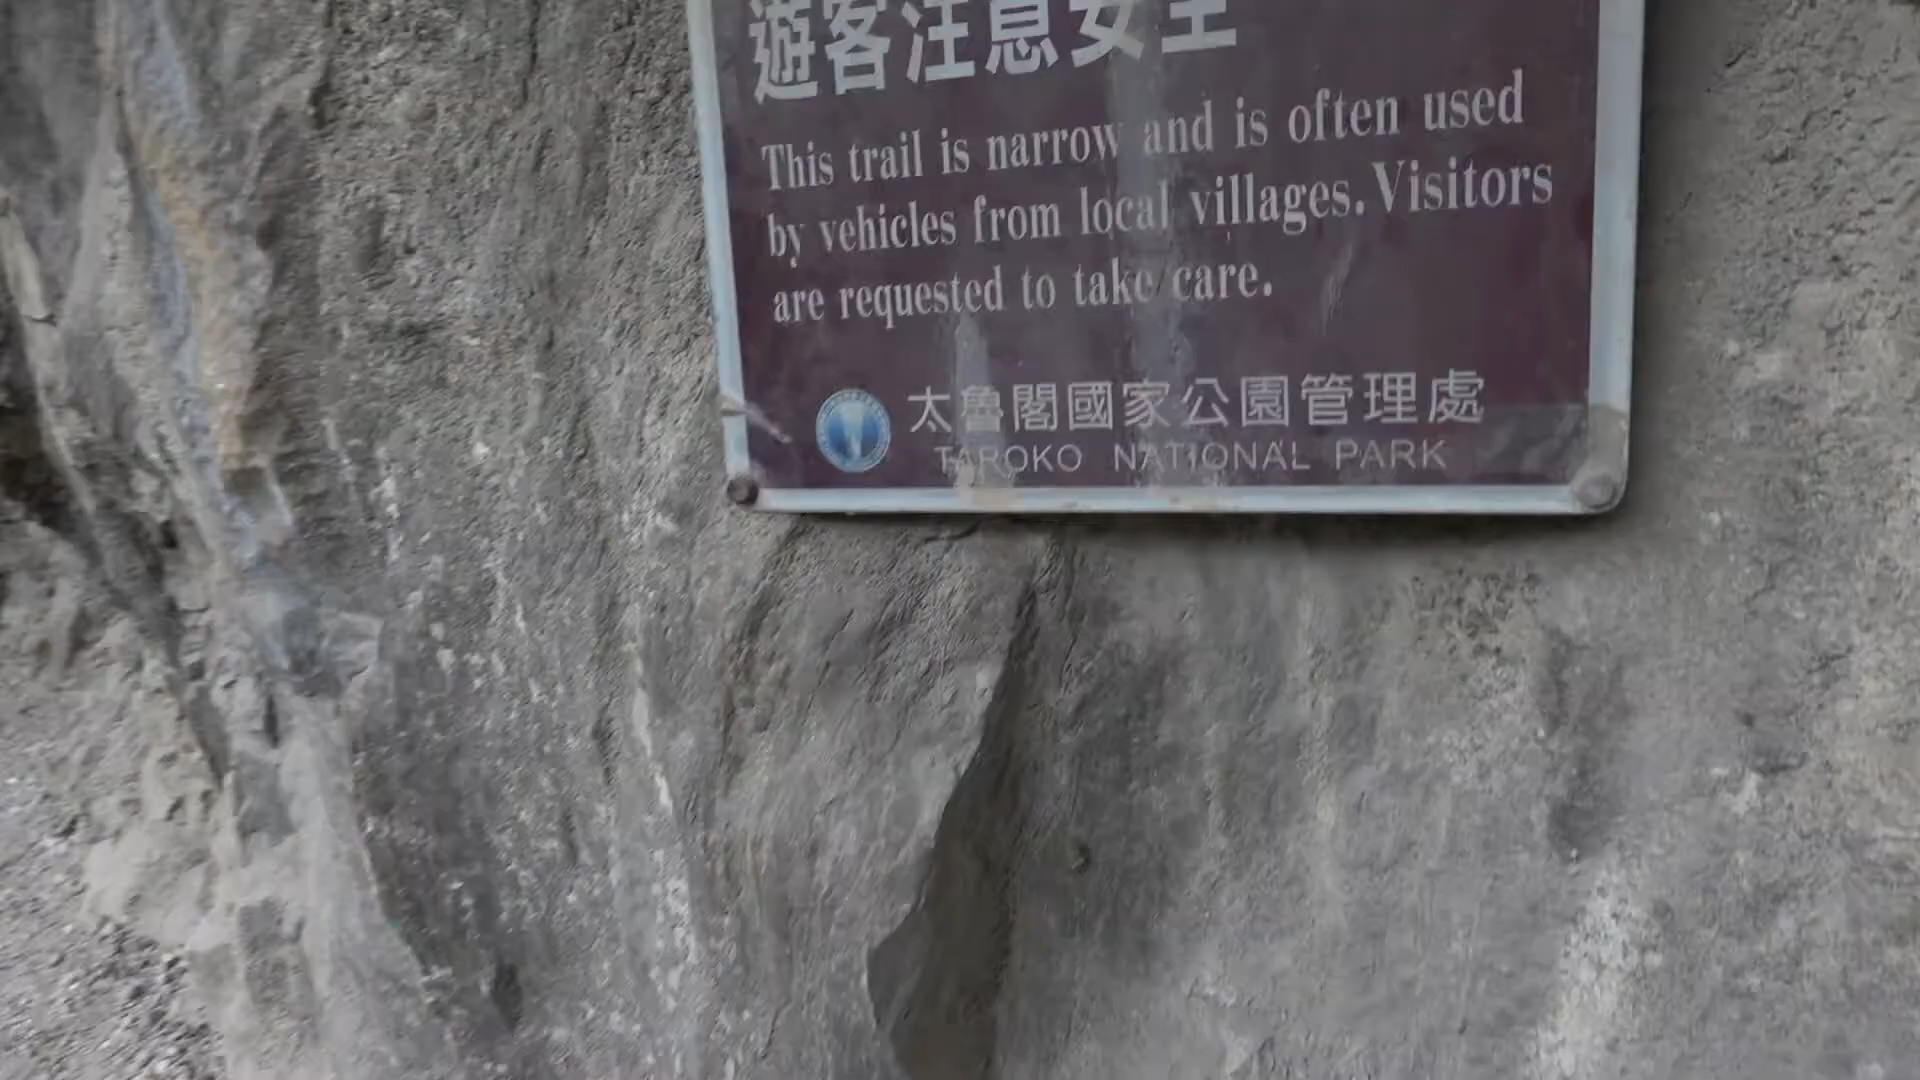 遊客注意安全
This trail is narrow and is often used
by vehicles from local villages. Visitors
are requested to take care.
太魯閣國家公園管理處
TAROKO NATIONAL PARK